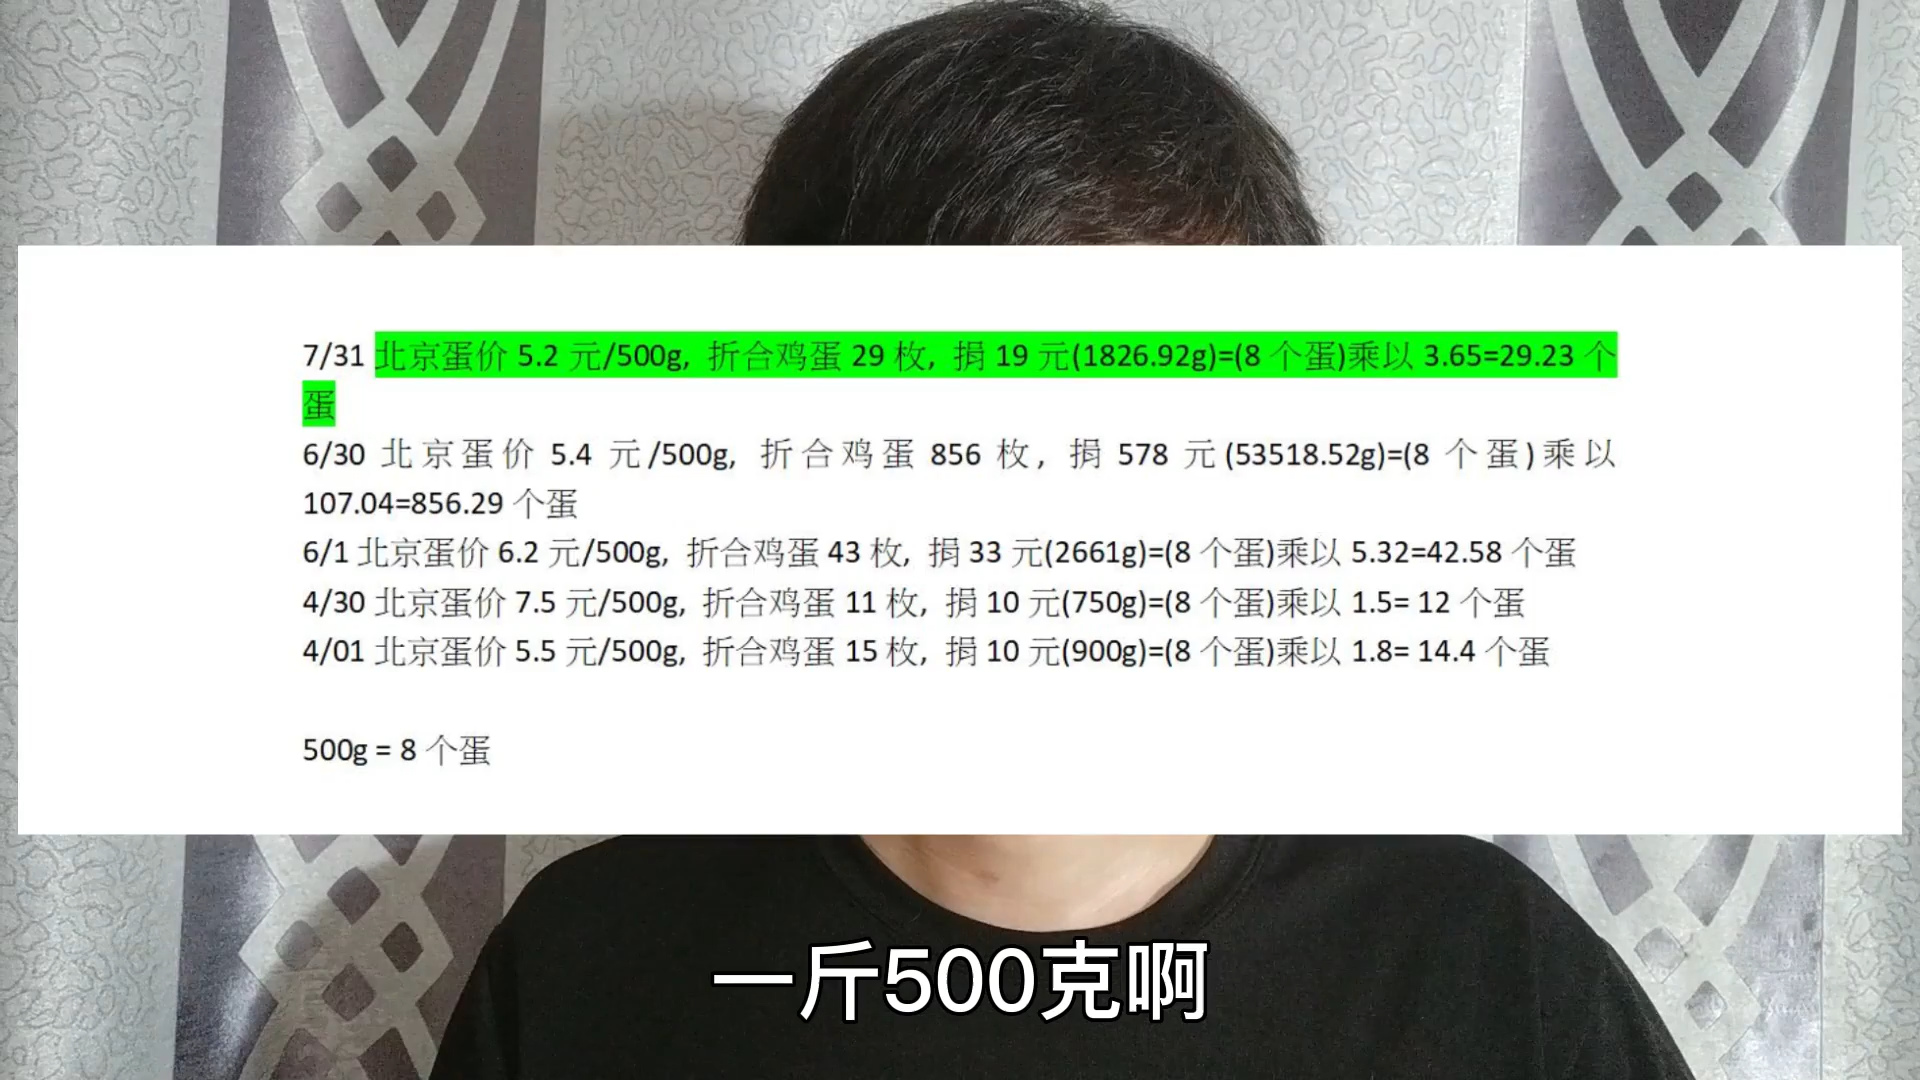 7/31 北京蛋价 5.2 元/500g, 折合鸡蛋 29 枚, 捐 19 元(1826.92g)=(8 个蛋)乘以 3.65=29.23 个
蛋
6/30 北京蛋价 5.4 元/500g, 折合鸡蛋 856 枚, 捐 578 元(53518.52g)=(8 个蛋)乘以
107.04=856.29 个蛋
6/1 北京蛋价 6.2 元/500g, 折合鸡蛋 43 枚, 捐 33 元(2661g)=(8 个蛋)乘以 5.32=42.58 个蛋
4/30 北京蛋价 7.5 元/500g, 折合鸡蛋 11 枚, 捐 10 元(750g)=(8 个蛋)乘以 1.5= 12 个蛋
4/01 北京蛋价 5.5 元/500g, 折合鸡蛋 15 枚, 捐 10 元(900g)=(8 个蛋)乘以 1.8= 14.4 个蛋
500g = 8 个蛋
一斤500克啊